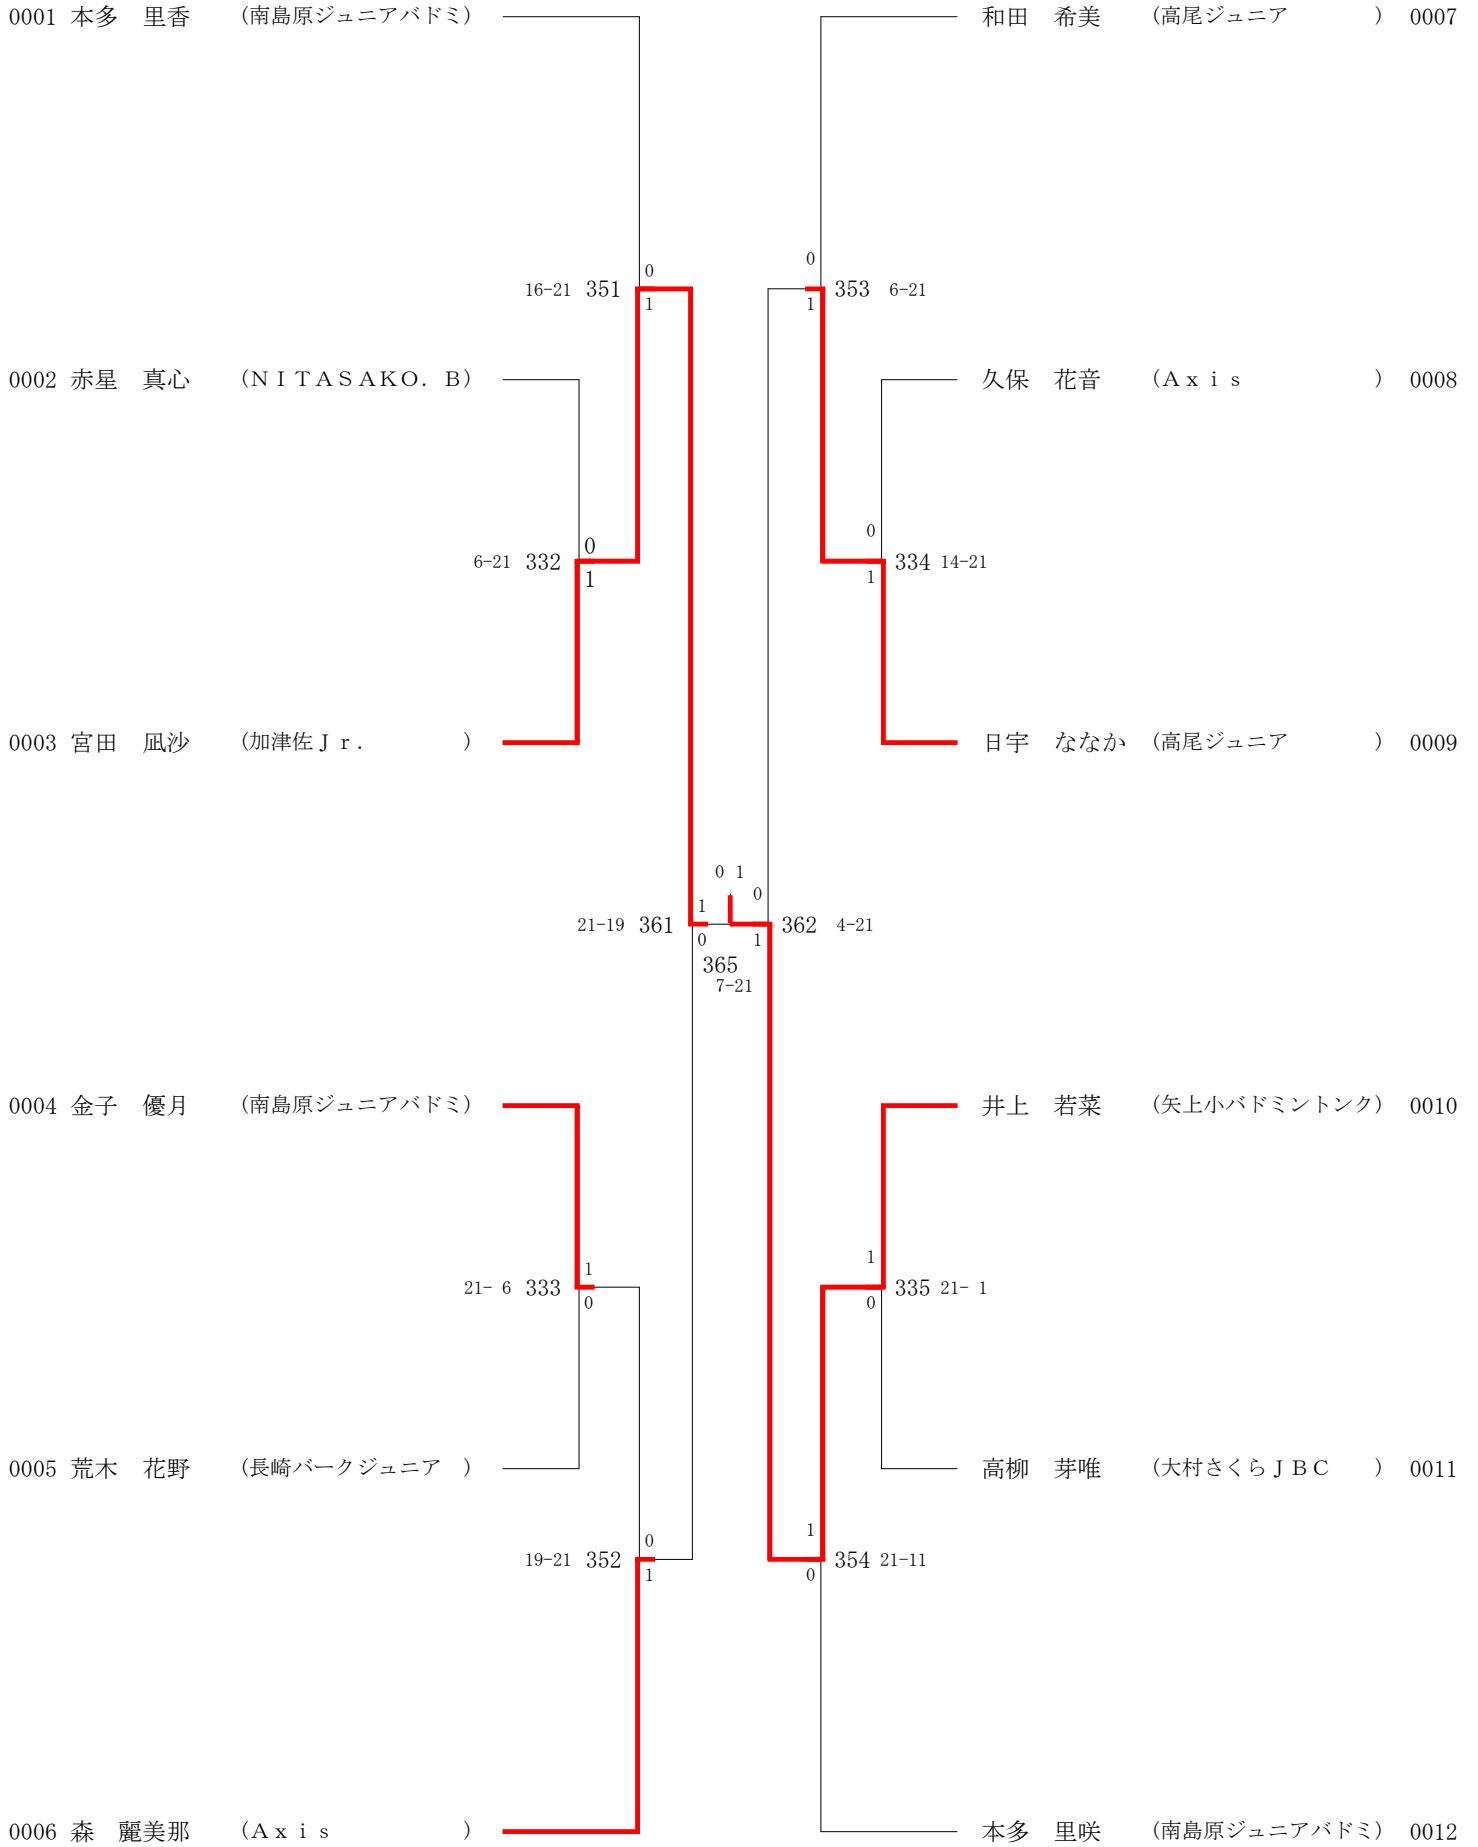 0001 本多　里香　(南島原ジュニアバドミ)　和田　希美　(高尾ジュニア　)　0007
0
0
16-21 351　353 6-21
1
1
0002 赤星　真心　(ＮＩＴＡＳＡＫＯ．Ｂ)　久保　花音　(Ａｘｉｓ　)　0008
0
0
6-21 332　334 14-21
1
1
0003 宮田　凪沙　(加津佐Ｊｒ．　)　日宇　ななか　(高尾ジュニア　)　0009
0 1
1　0
21-19 361　362 4-21
0　1
365
7-21
0004 金子　優月　(南島原ジュニアバドミ)　井上　若菜　(矢上小バドミントンク)　0010
1　1
21- 6 333　335 21- 1
0　0
0005 荒木　花野　(長崎バークジュニア　)　高柳　芽唯　(大村さくらＪＢＣ　)　0011
0　1
19-21 352　354 21-11
1　0
0006 森　麗美那　(Ａｘｉｓ　)　本多　里咲　(南島原ジュニアバドミ)　0012